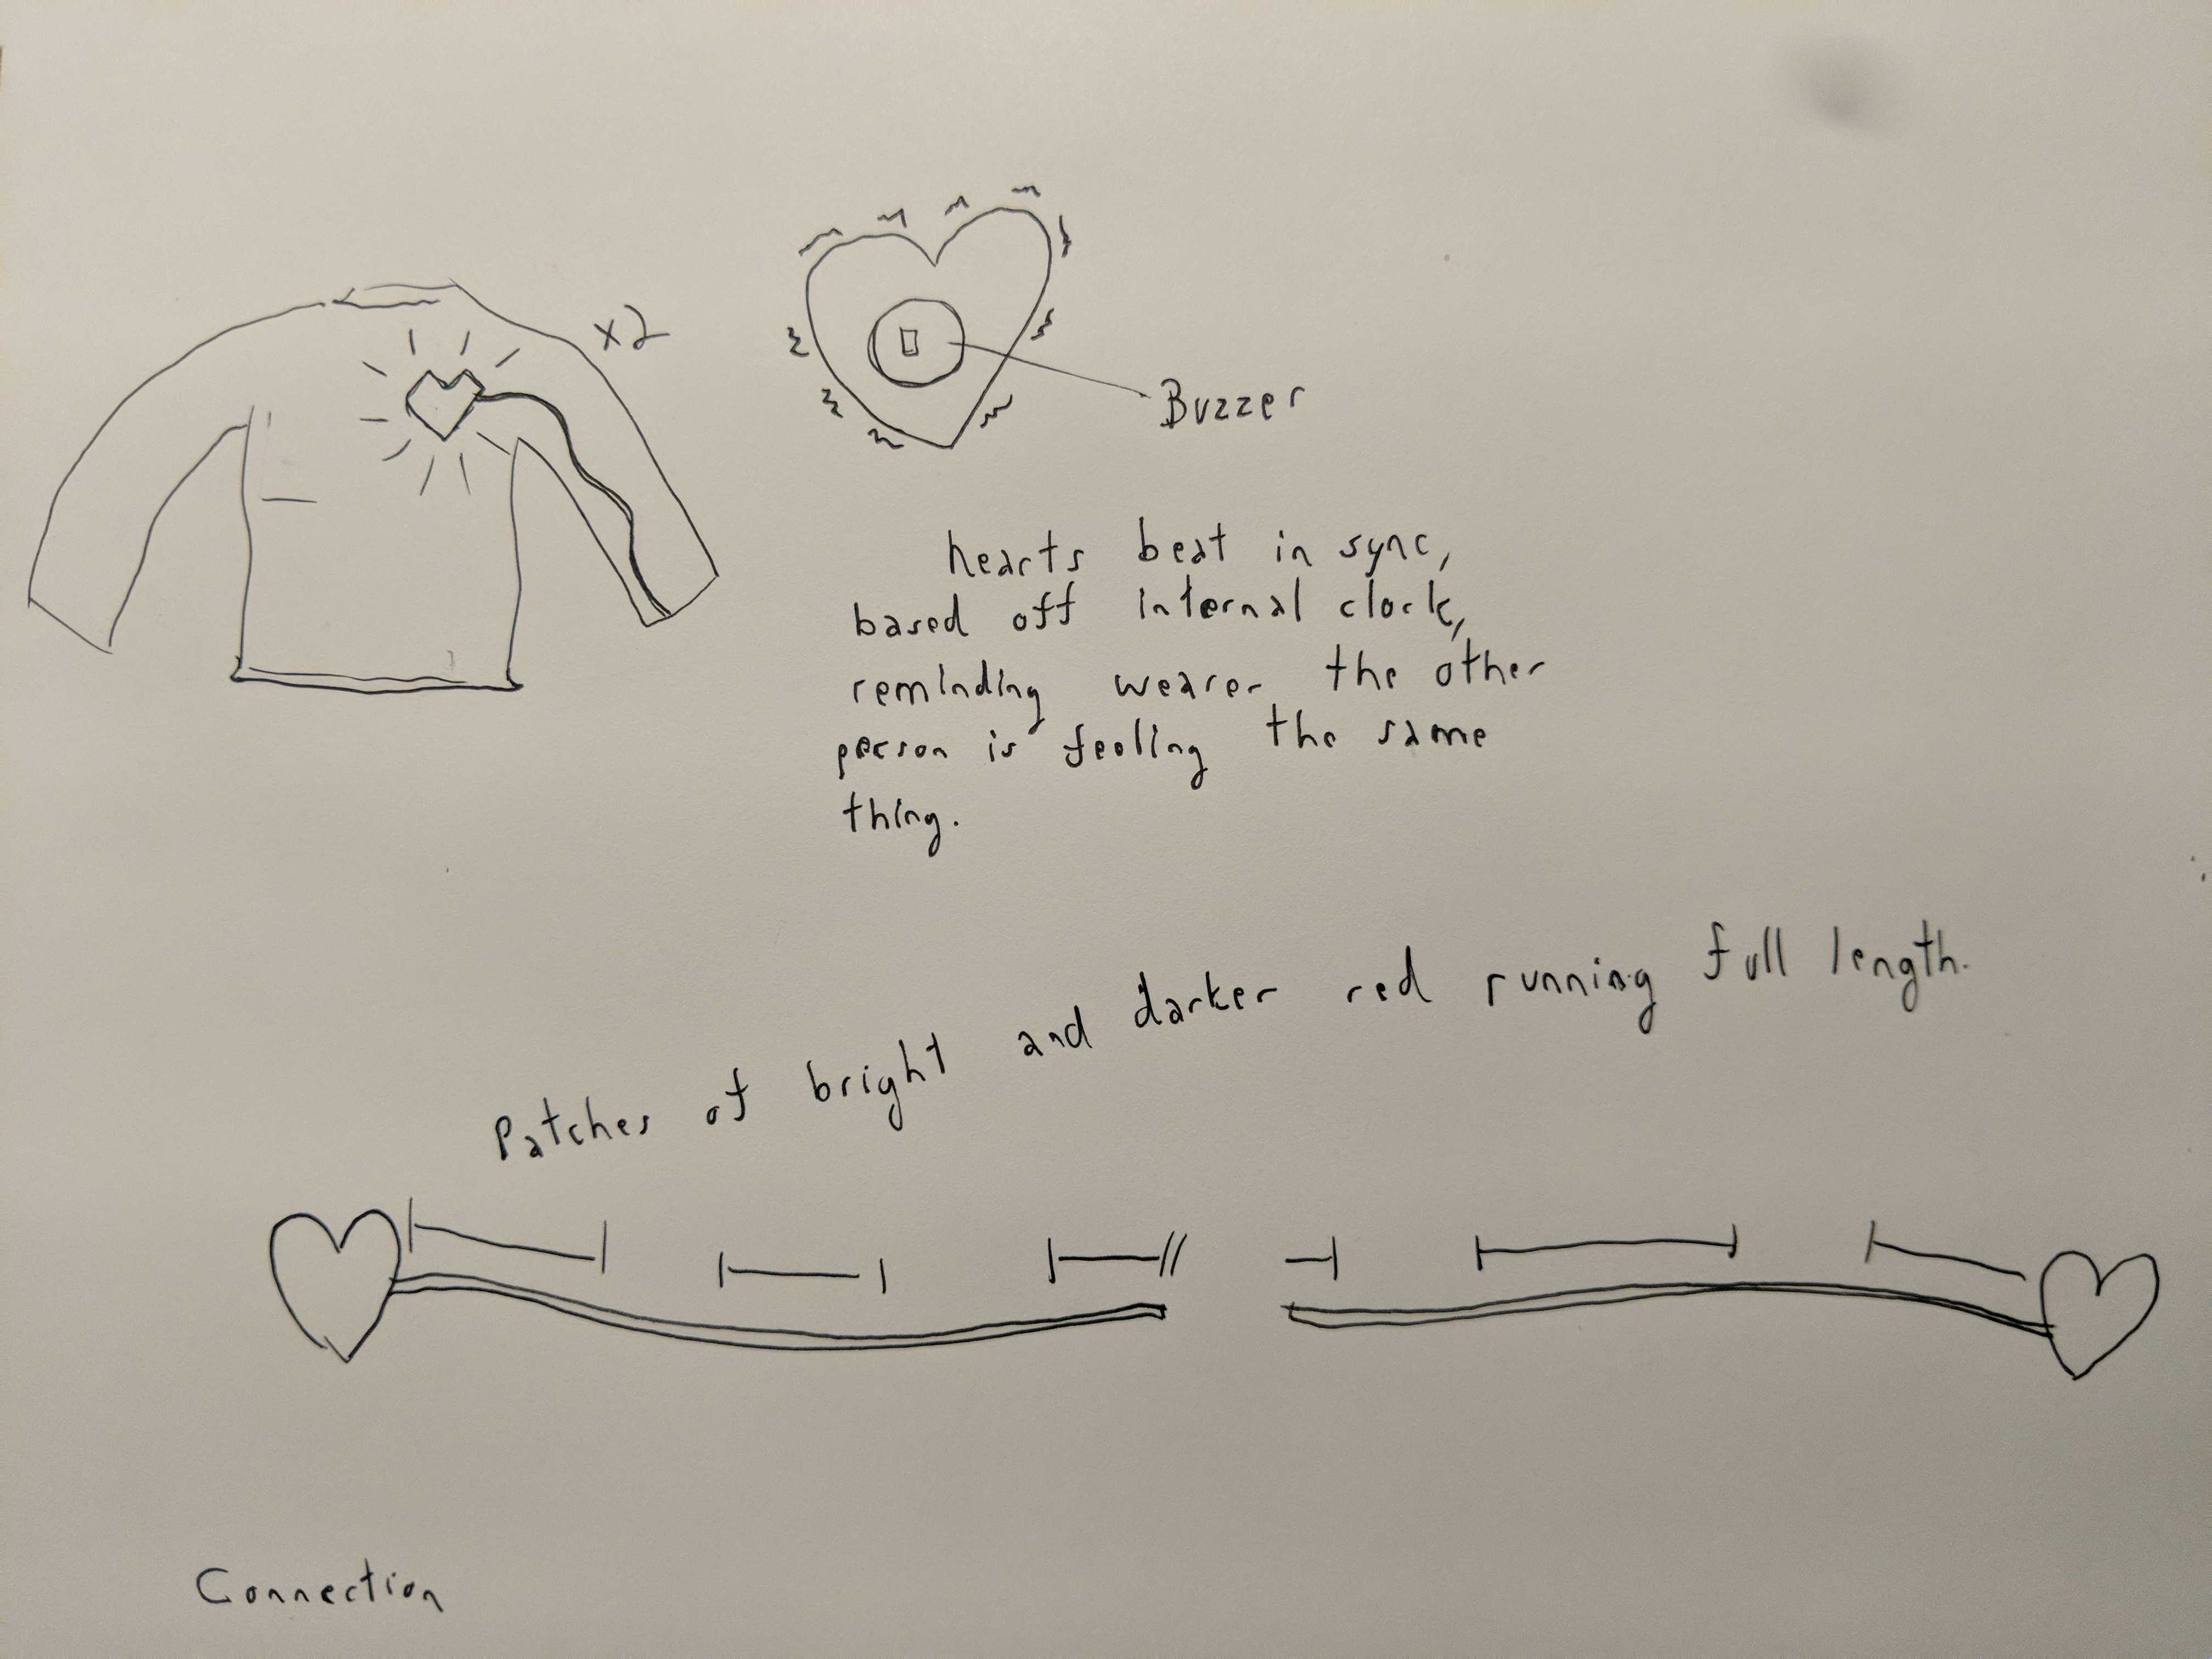 x2
Buzzer
hearts beat in sync,
based off internal clock,
reminding wearer the other
person is feeling the same
thing.
Patches of bright and darker red running full length.
Connection